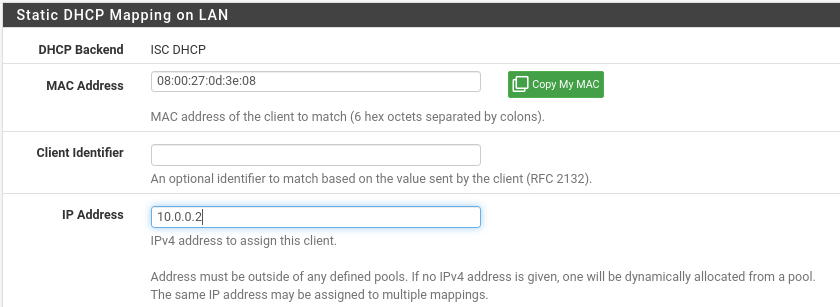 Static DHCP Mapping on LAN
DHCP Backend ISC DHCP
MAC Address 08:00:27:0d:3e:08 Copy My MAC
MAC address of the client to match (6 hex octets separated by colons).
Client Identifier
An optional identifier to match based on the value sent by the client (RFC 2132).
IP Address 10.0.0.2
IPv4 address to assign this client.
Address must be outside of any defined pools. If no IPv4 address is given, one will be dynamically allocated from a pool.
The same IP address may be assigned to multiple mappings.